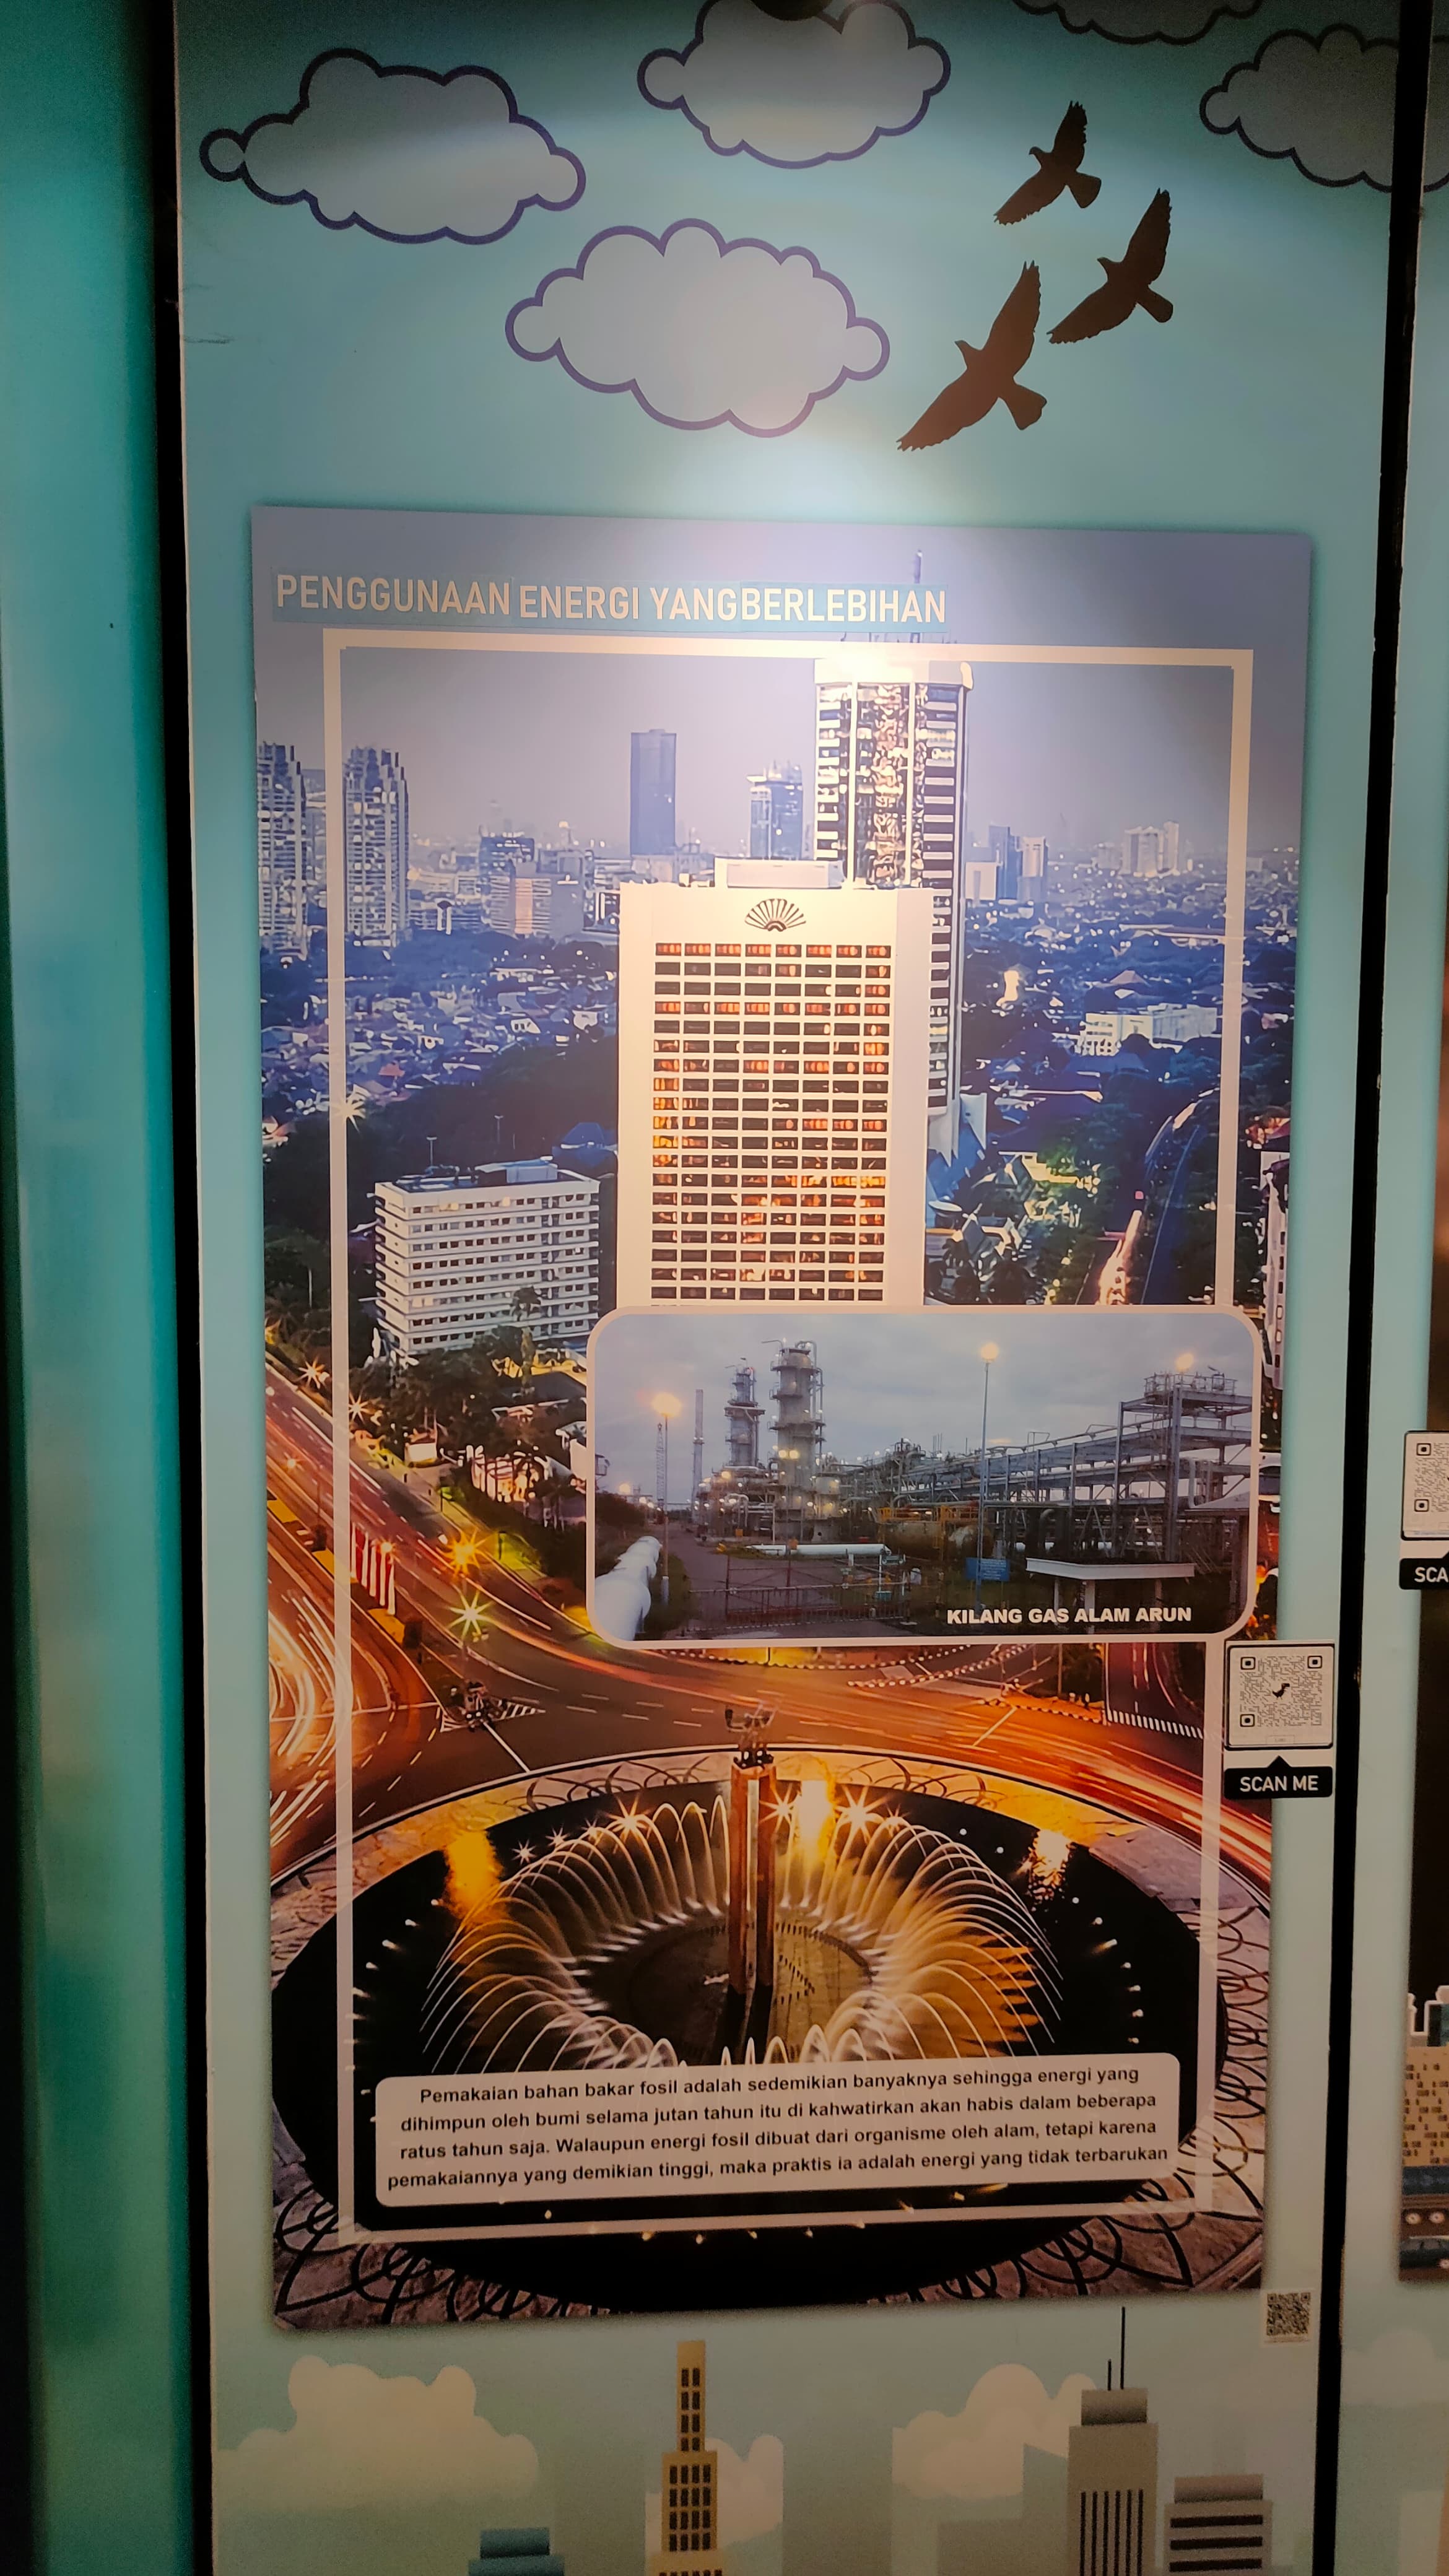 PENGGUNAAN ENERGI YANGBERLEBIHAN
KILANG GAS ALAM ARUN
SCA
SCAN ME
Pemakaian bahan bakar fosil adalah sedemikian banyaknya sehingga energi yang
dihimpun oleh bumi selama jutan tahun itu di kahwatirkan akan habis dalam beberapa
ratus tahun saja. Walaupun energi fosil dibuat dari organisme oleh alam, tetapi karena
pemakaiannya yang demikian tinggi, maka praktis ia adalah energi yang tidak terbarukan